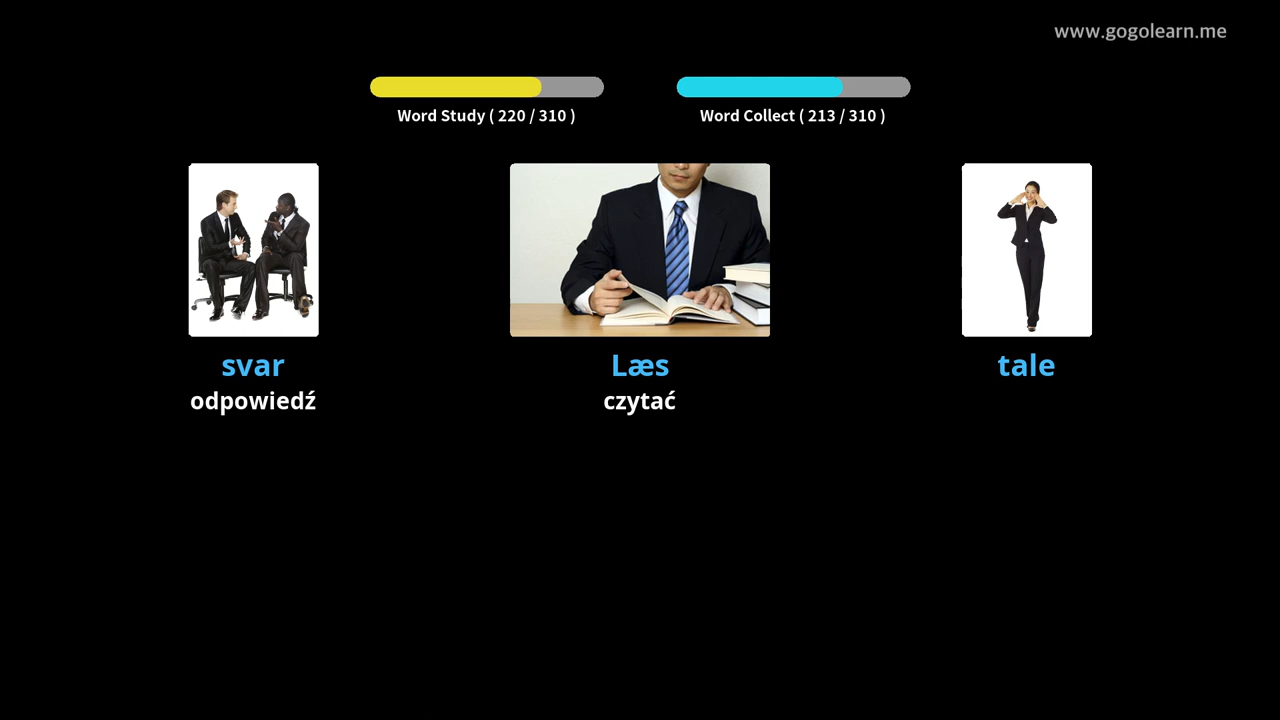 www.gogolearn.me
Word Study ( 220 / 310 )
Word Collect ( 213 / 310 )
svar
Læs
tale
odpowiedź
czytać